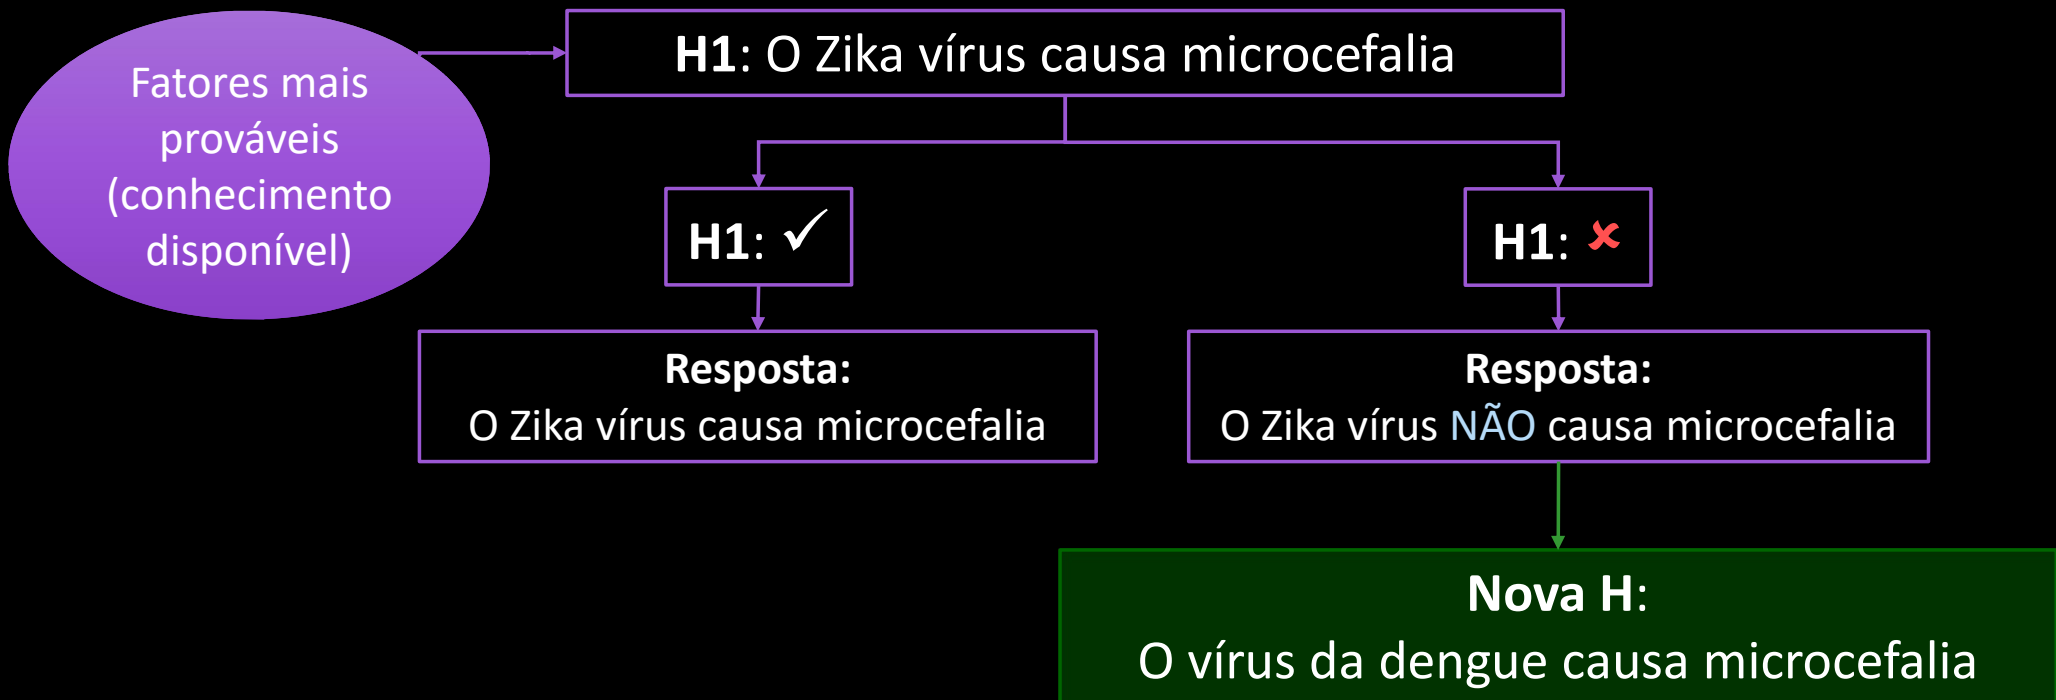 Fatores mais
prováveis
(conhecimento
disponível)
H1: O Zika vírus causa microcefalia
H1: ✓
H1: ✘
Resposta:
O Zika vírus causa microcefalia
Resposta:
O Zika vírus NÃO causa microcefalia
Nova H:
O vírus da dengue causa microcefalia